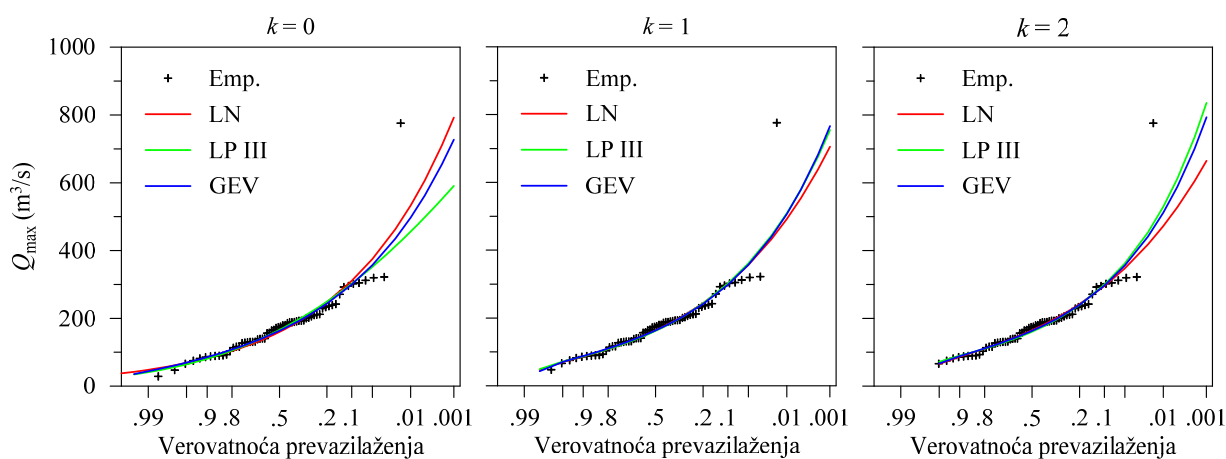 k = 0
k = 1
k = 2
Qmax (m³/s)
1000
800
600
400
200
0
Emp.
LN
LP III
GEV
.99
.9
.8
.5
.2
.1
.01
.001
Verovatnoća prevazilaženja
Emp.
LN
LP III
GEV
.99
.9
.8
.5
.2
.1
.01
.001
Verovatnoća prevazilaženja
Emp.
LN
LP III
GEV
.99
.9
.8
.5
.2
.1
.01
.001
Verovatnoća prevazilaženja